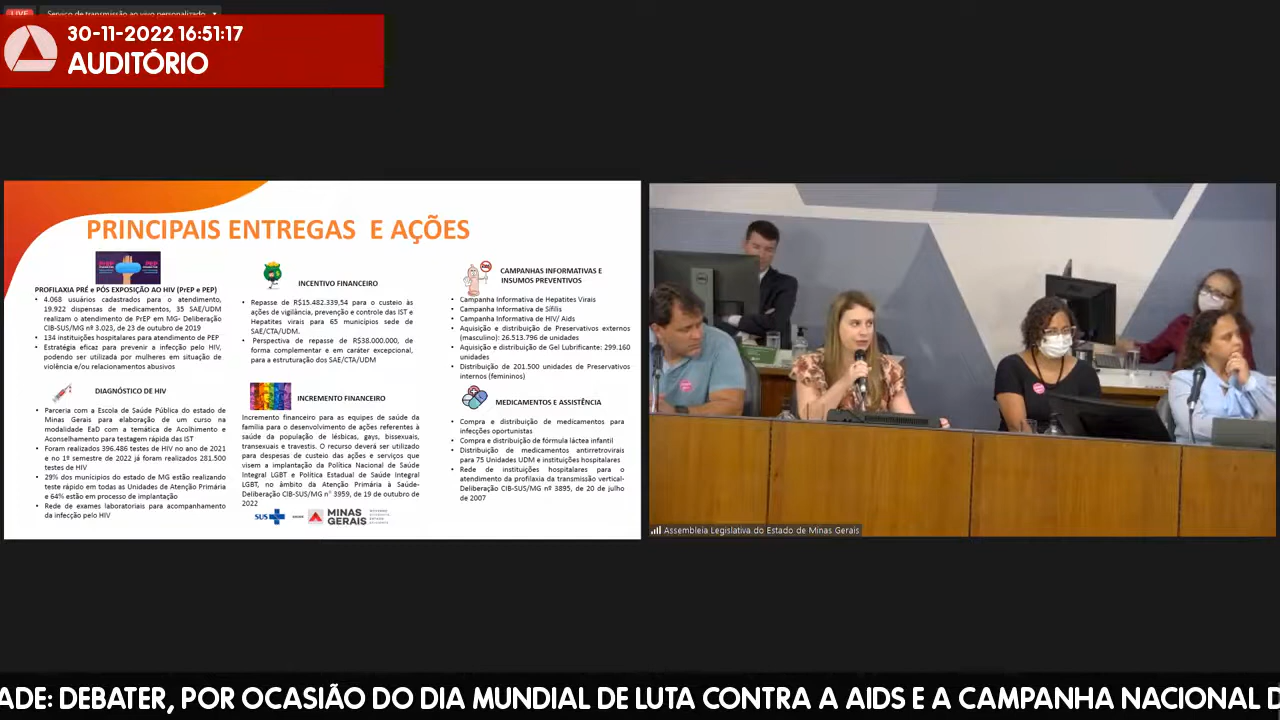 LIVE Serviço de transmissão ao vivo personalizado
30-11-2022 16:51:17
AUDITÓRIO
PRINCIPAIS ENTREGAS E AÇÕES
PROFILAXIA PRÉ e PÓS EXPOSIÇÃO AO HIV (PrEP e PEP)
• 4.068 usuários cadastrados para o atendimento,
19.922 dispensas de medicamentos, 35 SAE/UDM
realizam o atendimento de PrEP em MG- Deliberação
CIB-SUS/MG nº 3.023, de 23 de outubro de 2019
• 134 instituições hospitalares para atendimento de PEP
• Estratégia eficaz para prevenir a infecção pelo HIV,
podendo ser utilizada por mulheres em situação de
violência e/ou relacionamentos abusivos
DIAGNÓSTICO DE HIV
• Parceria com a Escola de Saúde Pública do estado de
Minas Gerais para elaboração de um curso na
modalidade EaD com a temática de Acolhimento e
Aconselhamento para testagem rápida das IST
• Foram realizados 396.486 testes de HIV no ano de 2021
e no 1º semestre de 2022 já foram realizados 281.500
testes de HIV
• 29% dos municípios do estado de MG estão realizando
teste rápido em todas as Unidades de Atenção Primária
e 64% estão em processo de implantação
• Rede de exames laboratoriais para acompanhamento
da infecção pelo HIV
INCENTIVO FINANCEIRO
• Repasse de R$15.482.339,54 para o custeio às
ações de vigilância, prevenção e controle das IST e
Hepatites virais para 65 municípios sede de
SAE/CTA/UDM.
• Perspectiva de repasse de R$38.000.000, de
forma complementar e em caráter excepcional,
para a estruturação dos SAE/CTA/UDM
INCREMENTO FINANCEIRO
Incremento financeiro para as equipes de saúde da
família para o desenvolvimento de ações referentes à
saúde da população de lésbicas, gays, bissexuais,
transexuais e travestis. O recurso deverá ser utilizado
para despesas de custeio das ações e serviços que
visem a implantação da Política Nacional de Saúde
Integral LGBT e Política Estadual de Saúde Integral
LGBT, no âmbito da Atenção Primária à Saúde-
Deliberação CIB-SUS/MG n° 3959, de 19 de outubro de
2022
SUS
MINAS
GERAIS
CAMPANHAS INFORMATIVAS E
INSUMOS PREVENTIVOS
• Campanha Informativa de Hepatites Virais
• Campanha Informativa de Sífilis
• Campanha Informativa de HIV/ Aids
• Aquisição e distribuição de Preservativos externos
(masculino): 26.513.796 de unidades
• Aquisição e distribuição de Gel Lubrificante: 299.160
unidades
• Distribuição de 201.500 unidades de Preservativos
internos (femininos)
MEDICAMENTOS E ASSISTÊNCIA
• Compra e distribuição de medicamentos para
infecções oportunistas
• Compra e distribuição de fórmula láctea infantil
• Distribuição de medicamentos antirretrovirais
para 75 Unidades UDM e instituições hospitalares
• Rede de instituições hospitalares para o
atendimento da profilaxia da transmissão vertical-
Deliberação CIB-SUS/MG nº 3895, de 20 de julho
de 2007
Assembleia Legislativa do Estado de Minas Gerais
ADE: DEBATER, POR OCASIÃO DO DIA MUNDIAL DE LUTA CONTRA A AIDS E A CAMPANHA NACIONAL D